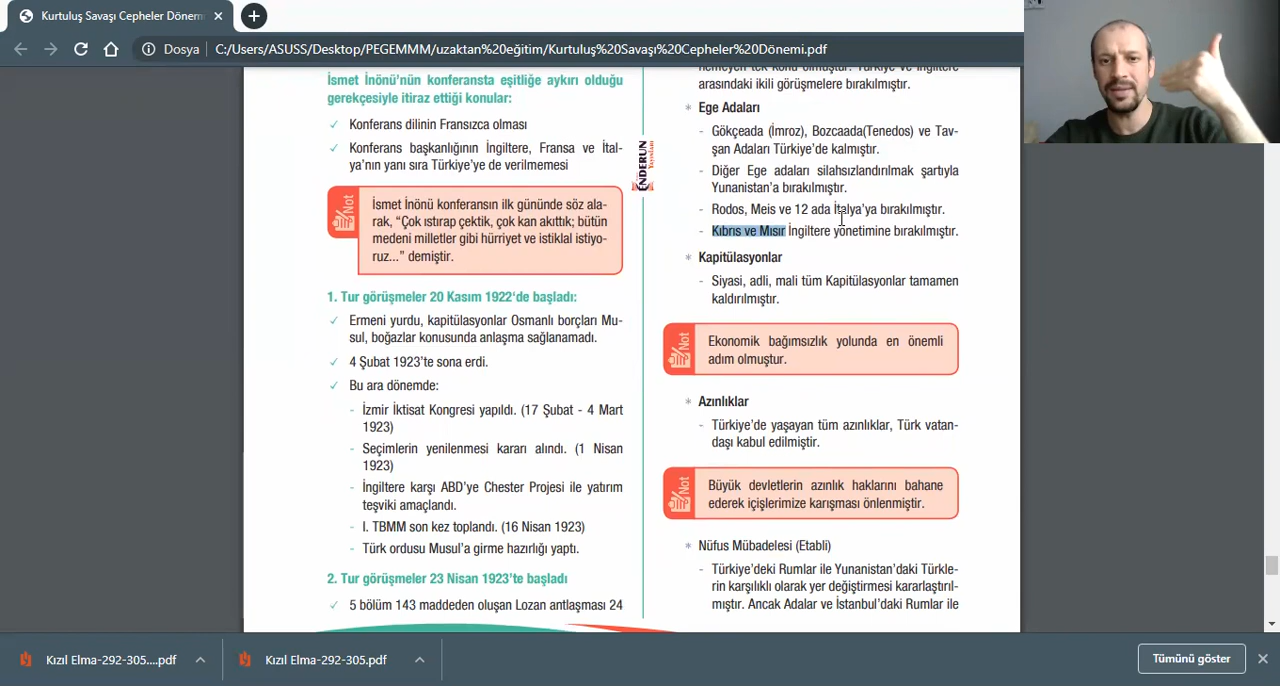 Kurtuluş Savaşı Cepheler Dönem
Dosya
C:/Users/ASUSS/Desktop/PEGEMMM/uzaktan%20eğitim/Kurtuluş%20Savaşı%20Cepheler%20Dönemi.pdf
İsmet İnönü'nün konferansta eşitliğe aykırı olduğu
gerekçesiyle itiraz ettiği konular:
✓ Konferans dilinin Fransızca olması
✓ Konferans başkanlığının İngiltere, Fransa ve İtal-
ya'nın yanı sıra Türkiye'ye de verilmemesi
Not
İsmet İnönü konferansın ilk gününde söz ala-
rak, "Çok ıstırap çektik, çok kan akıttık; bütün
medeni milletler gibi hürriyet ve istiklal istiyo-
ruz..." demiştir.
1. Tur görüşmeler 20 Kasım 1922'de başladı:
✓ Ermeni yurdu, kapitülasyonlar Osmanlı borçları Mu-
sul, boğazlar konusunda anlaşma sağlanamadı.
✓ 4 Şubat 1923'te sona erdi.
✓ Bu ara dönemde:
- İzmir İktisat Kongresi yapıldı. (17 Şubat - 4 Mart
1923)
- Seçimlerin yenilenmesi kararı alındı. (1 Nisan
1923)
- İngiltere karşı ABD'ye Chester Projesi ile yatırım
teşviki amaçlandı.
- I. TBMM son kez toplandı. (16 Nisan 1923)
- Türk ordusu Musul'a girme hazırlığı yaptı.
2. Tur görüşmeler 23 Nisan 1923'te başladı
✓ 5 bölüm 143 maddeden oluşan Lozan antlaşması 24
ENDERUN
Yayınları
nemeyen tek konu olmuştur. Türkiye ve İngiltere
arasındaki ikili görüşmelere bırakılmıştır.
* Ege Adaları
- Gökçeada (İmroz), Bozcaada(Tenedos) ve Tav-
şan Adaları Türkiye'de kalmıştır.
- Diğer Ege adaları silahsızlandırılmak şartıyla
Yunanistan'a bırakılmıştır.
- Rodos, Meis ve 12 ada İtalya'ya bırakılmıştır.
- Kıbrıs ve Mısır İngiltere yönetimine bırakılmıştır.
* Kapitülasyonlar
- Siyasi, adli, mali tüm Kapitülasyonlar tamamen
kaldırılmıştır.
Not
Ekonomik bağımsızlık yolunda en önemli
adım olmuştur.
* Azınlıklar
- Türkiye'de yaşayan tüm azınlıklar, Türk vatan-
daşı kabul edilmiştir.
Not
Büyük devletlerin azınlık haklarını bahane
ederek içişlerimize karışması önlenmiştir.
* Nüfus Mübadelesi (Etabli)
- Türkiye'deki Rumlar ile Yunanistan'daki Türkle-
rin karşılıklı olarak yer değiştirmesi kararlaştırıl-
mıştır. Ancak Adalar ve İstanbul'daki Rumlar ile
Kızıl Elma-292-305....pdf
Kızıl Elma-292-305.pdf
Tümünü göster